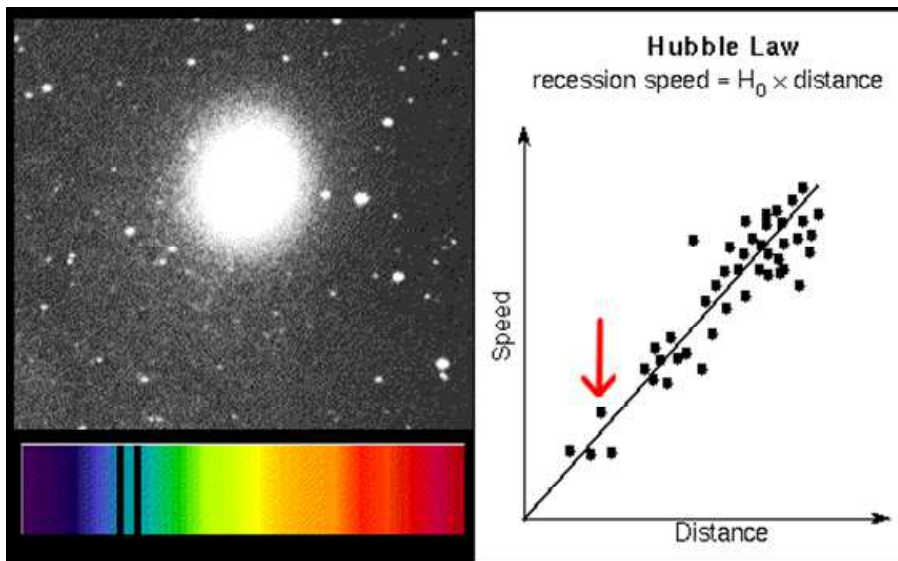 Hubble Law
recession speed = H₀ × distance
Speed
Distance